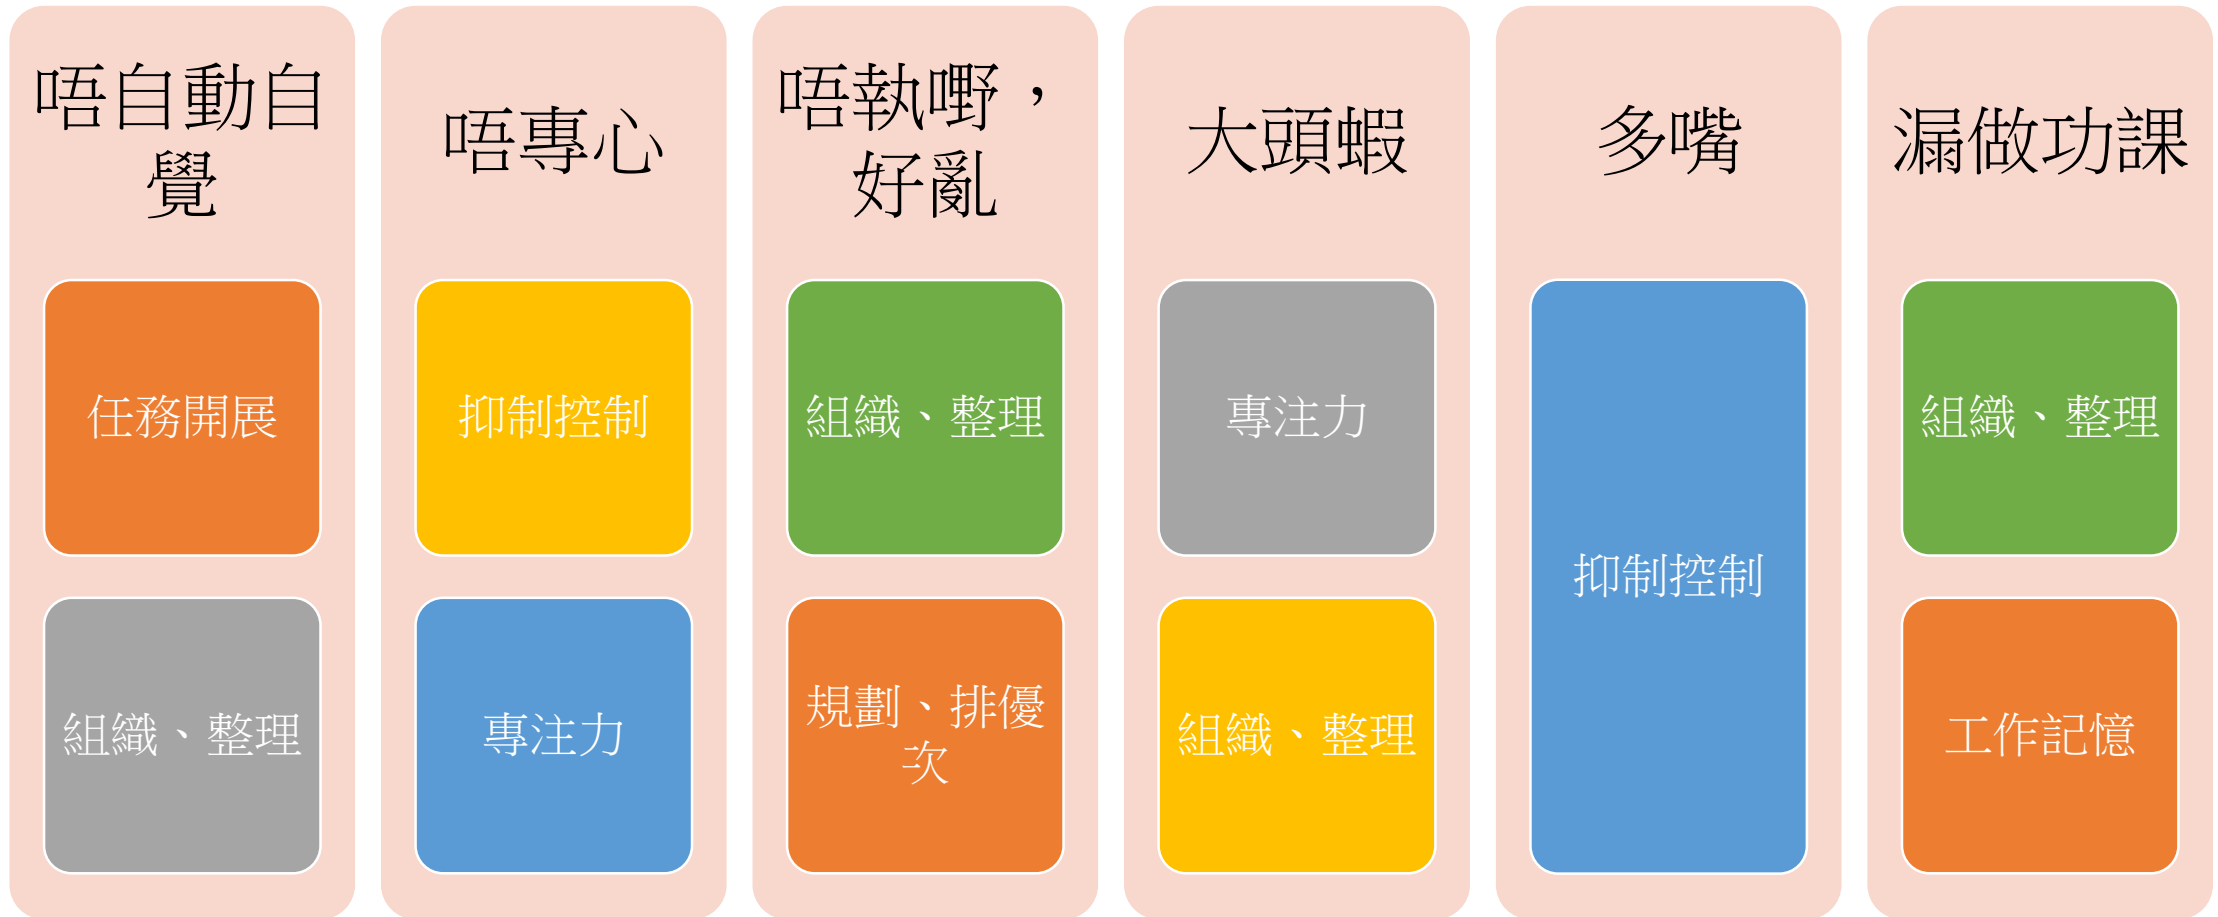 唔自動自
覺
任務開展
組織、整理
唔專心
抑制控制
專注力
唔執嘢，
好亂
組織、整理
規劃、排優
次
大頭蝦
專注力
組織、整理
多嘴
抑制控制
漏做功課
組織、整理
工作記憶